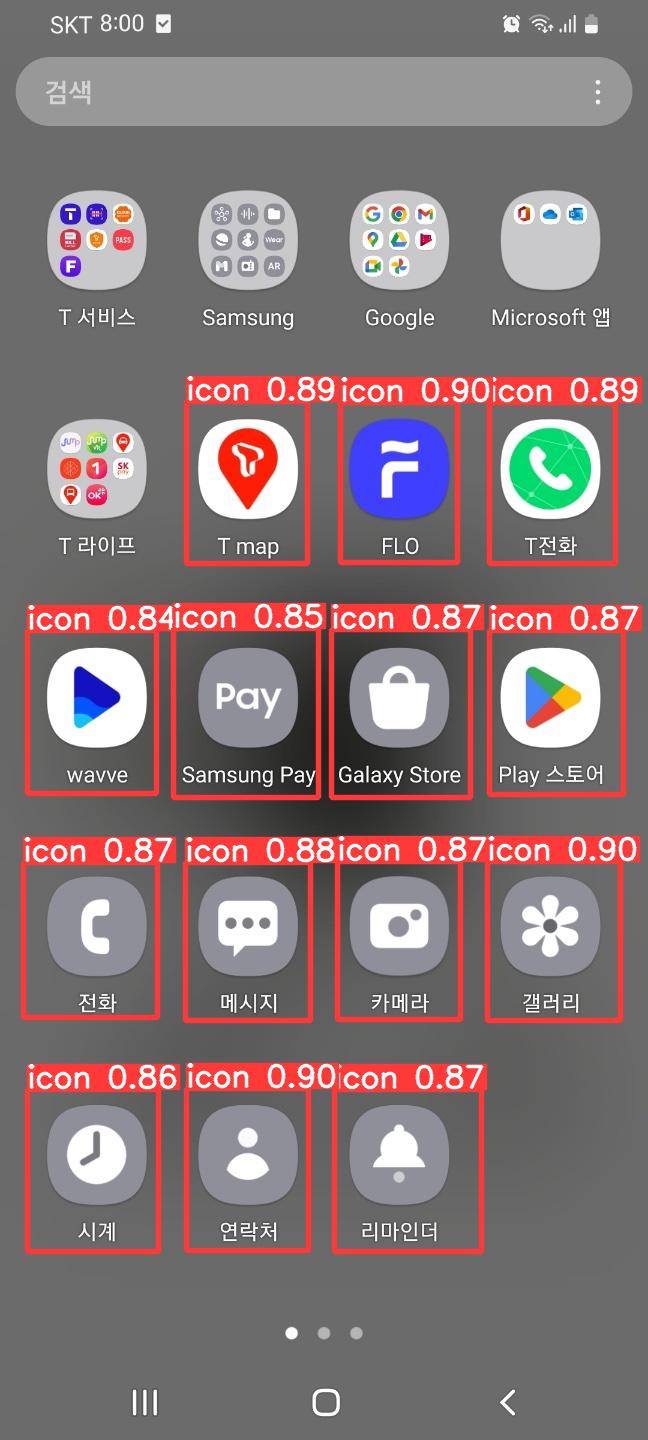 SKT 8:00
검색
T 서비스 Samsung Google Microsoft 앱
icon 0.89 icon 0.90 icon 0.89
T 라이프 T map FLO T전화
icon 0.84 icon 0.85 icon 0.87 icon 0.87
Pay
wavve Samsung Pay Galaxy Store Play 스토어
icon 0.87 icon 0.88 icon 0.87 icon 0.90
전화 메시지 카메라 갤러리
icon 0.86 icon 0.90 icon 0.87
시계 연락처 리마인더